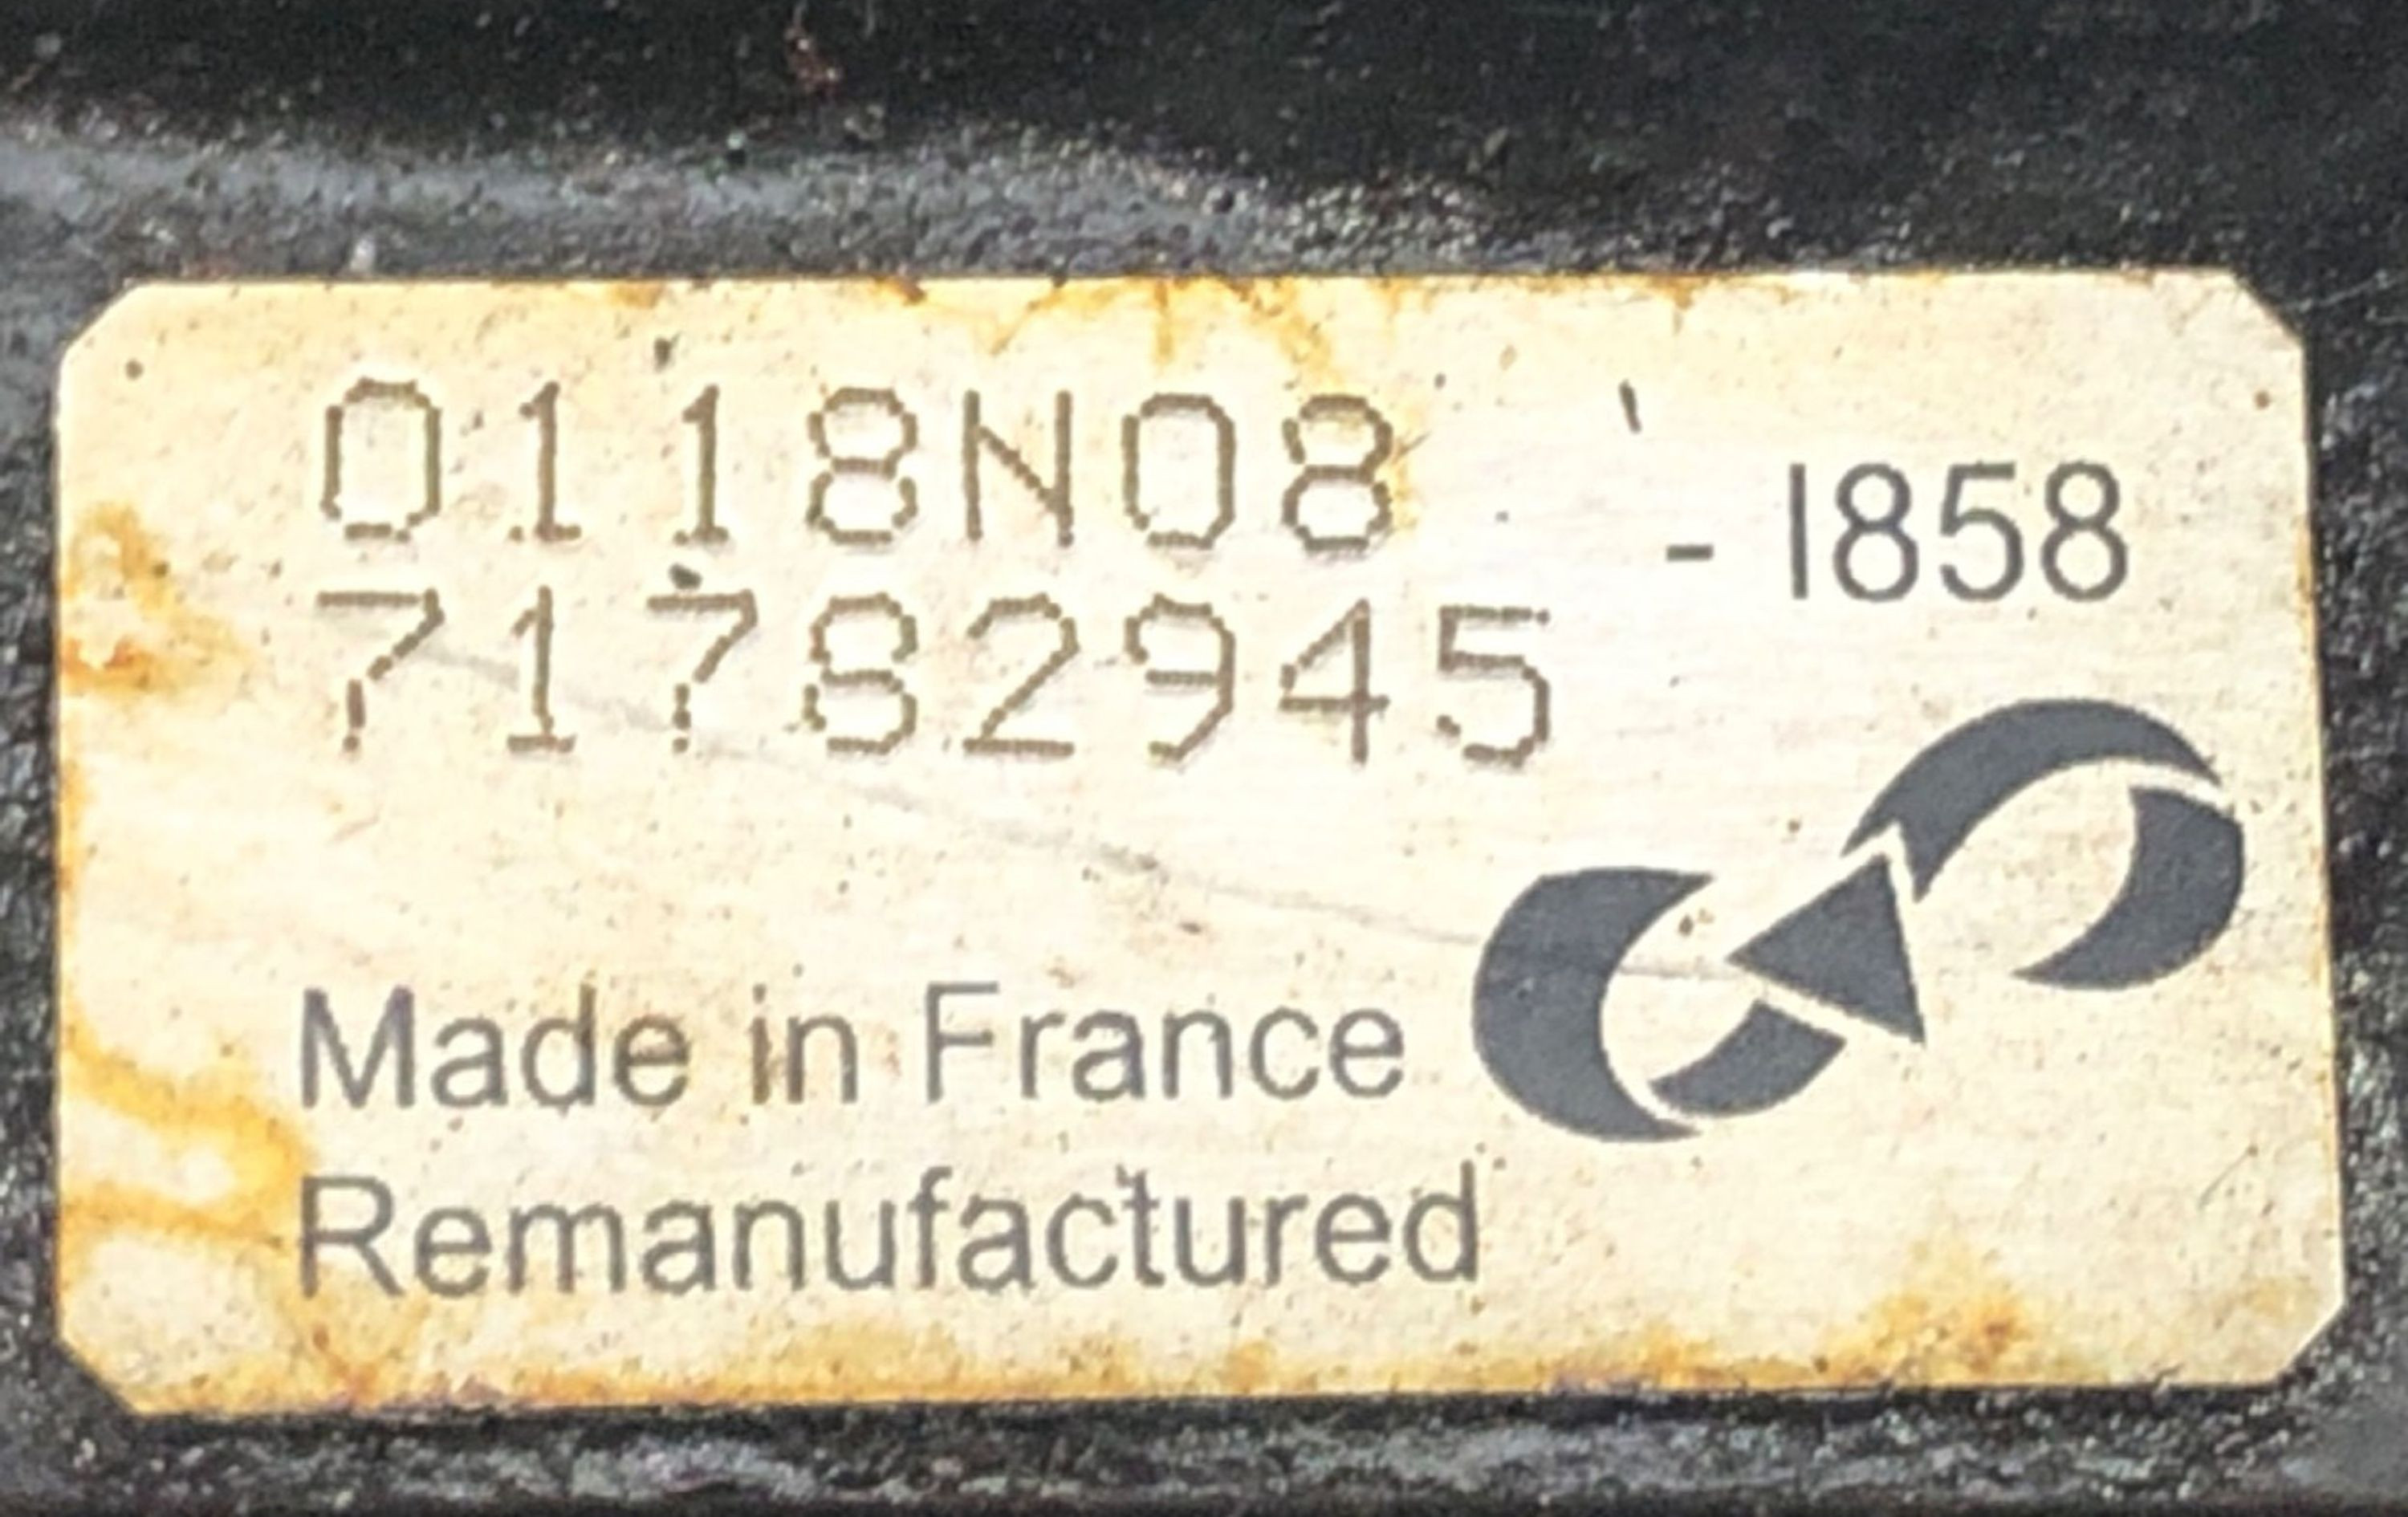 0118N08
- I858
71782945
Made in France
Remanufactured